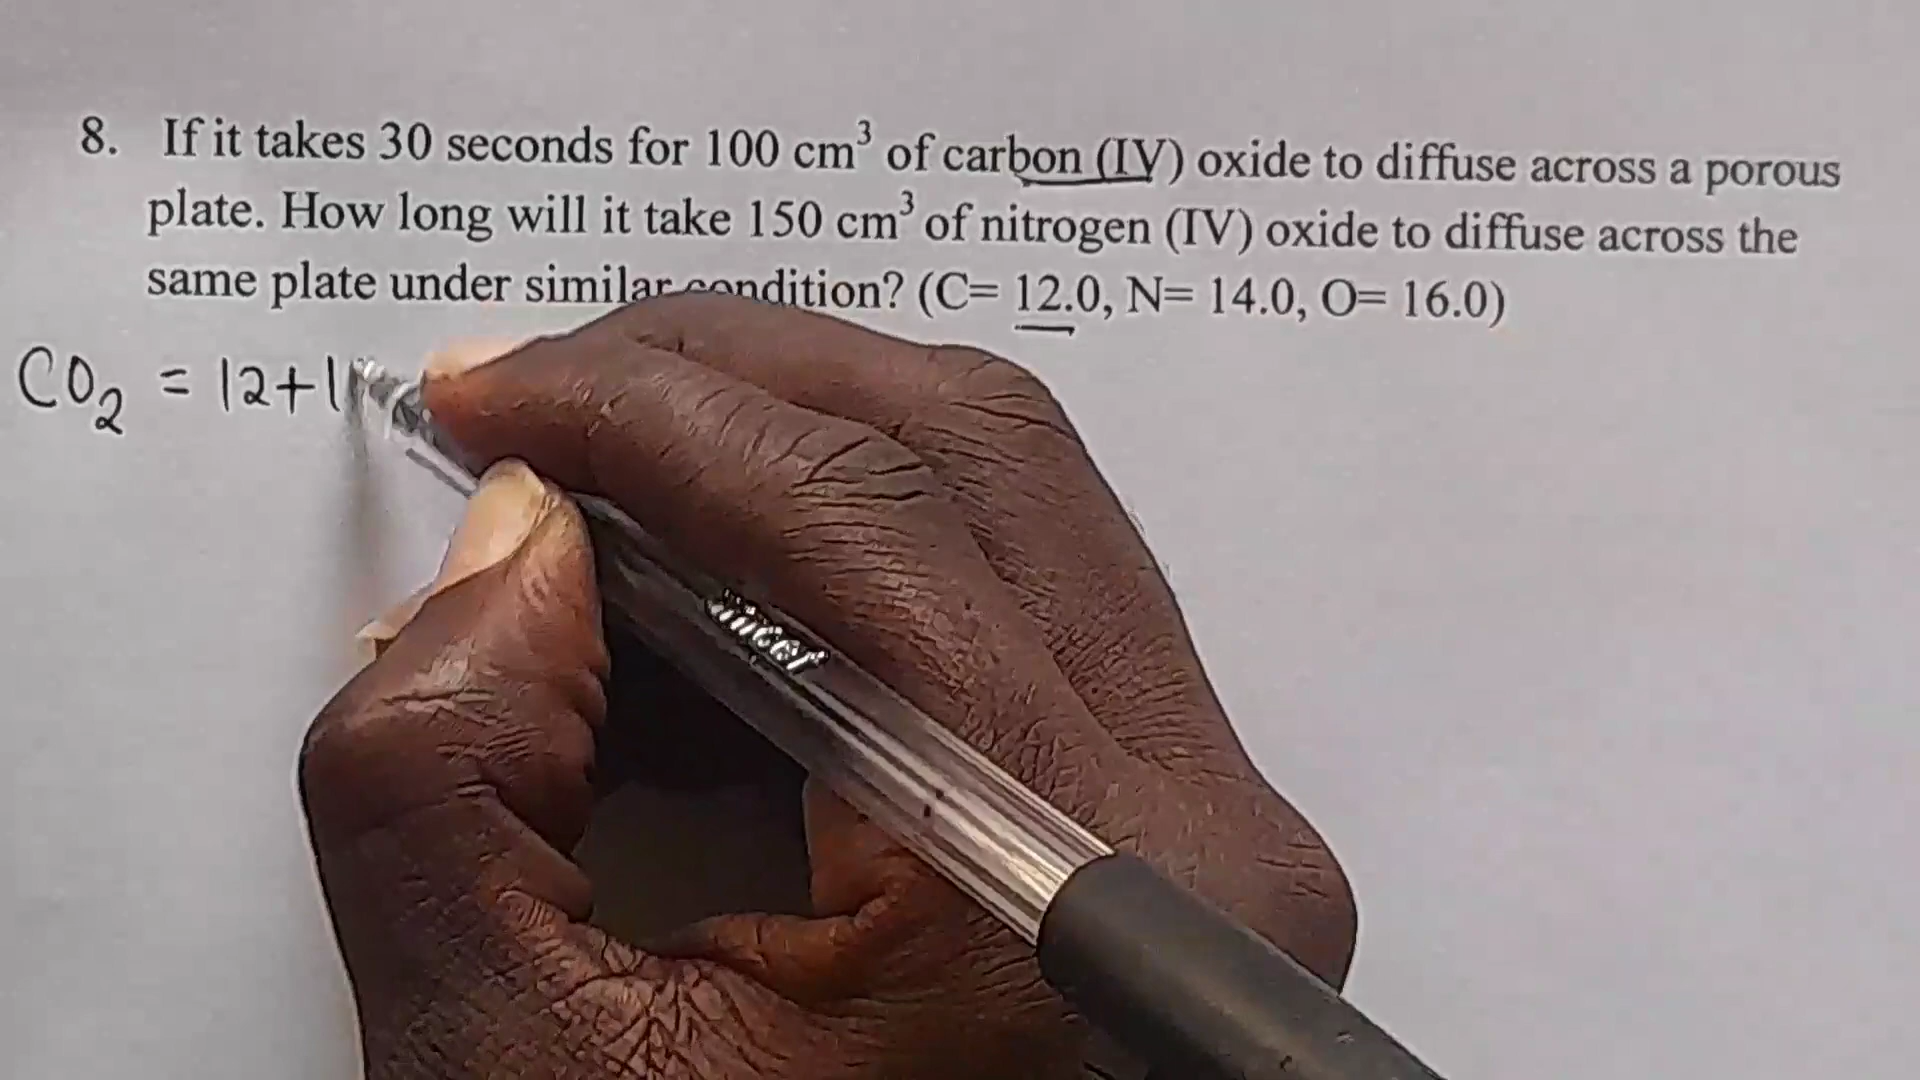 8. If it takes 30 seconds for 100 cm³ of carbon (IV) oxide to diffuse across a porous
plate. How long will it take 150 cm³ of nitrogen (IV) oxide to diffuse across the
same plate under similar condition? (C= 12.0, N= 14.0, O= 16.0)
CO₂ = 12+1